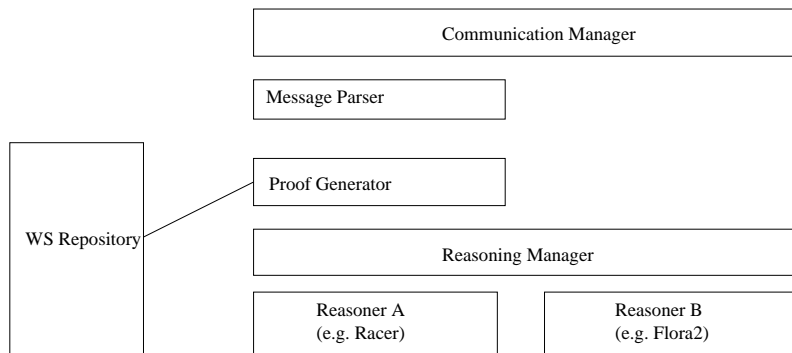 Communication Manager
Message Parser
Proof Generator
WS Repository
Reasoning Manager
Reasoner A
(e.g. Racer)
Reasoner B
(e.g. Flora2)